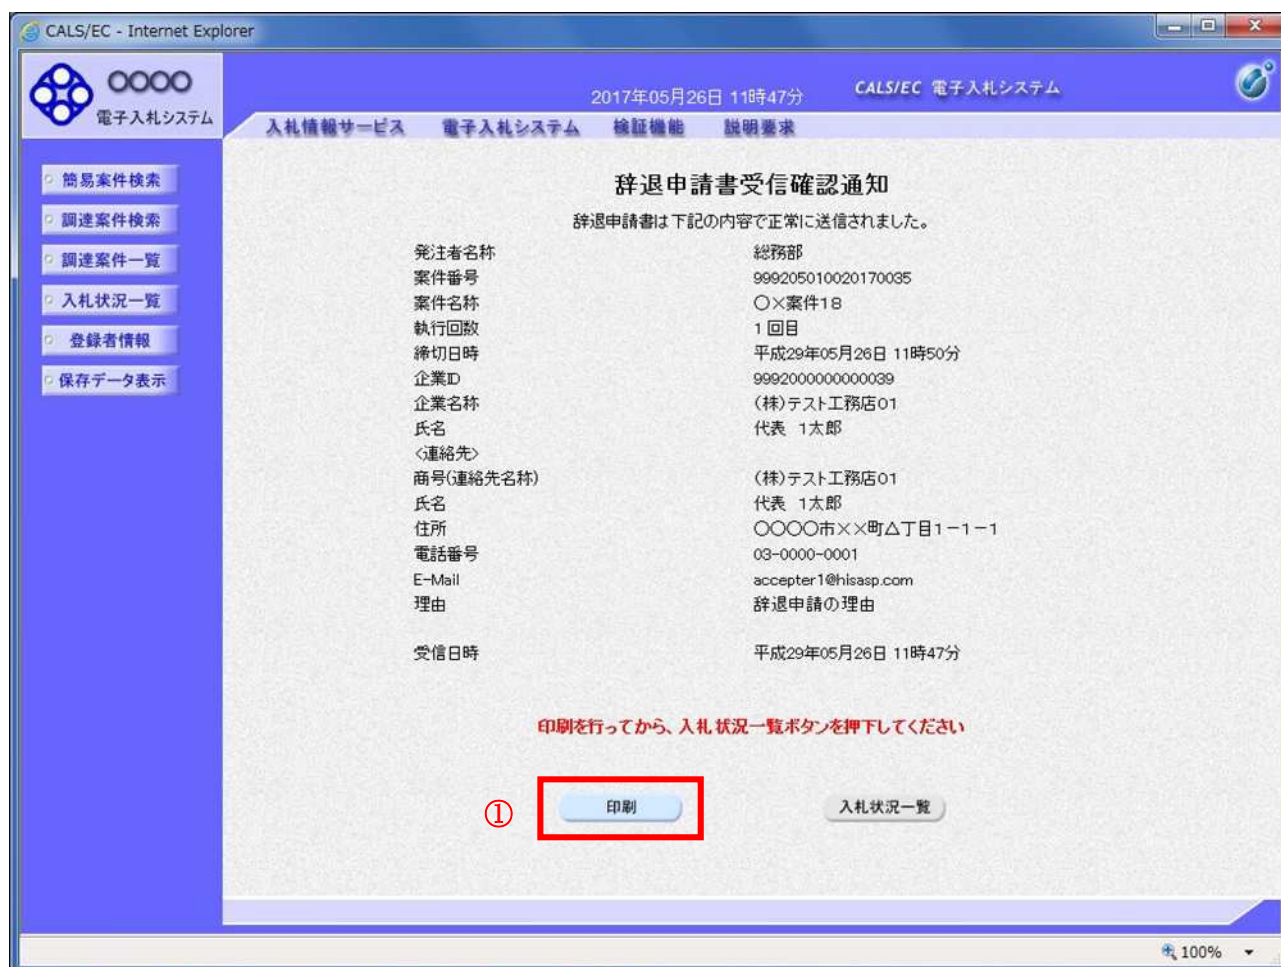 CALS/EC - Internet Explorer
〇〇〇〇
電子入札システム
2017年05月26日 11時47分
CALS/EC 電子入札システム
入札情報サービス 電子入札システム 検証機能 説明要求
簡易案件検索
調達案件検索
調達案件一覧
入札状況一覧
登録者情報
保存データ表示
辞退申請書受信確認通知
辞退申請書は下記の内容で正常に送信されました。
発注者名称 総務部
案件番号 999205010020170035
案件名称 〇×案件18
執行回数 1回目
締切日時 平成29年05月26日 11時50分
企業ID 9992000000000039
企業名称 (株)テスト工務店01
氏名 代表 1太郎
<連絡先>
商号(連絡先名称) (株)テスト工務店01
氏名 代表 1太郎
住所 〇〇〇〇市××町△丁目1-1-1
電話番号 03-0000-0001
E-Mail accepter1@hisasp.com
理由 辞退申請の理由
受信日時 平成29年05月26日 11時47分
印刷を行ってから、入札状況一覧ボタンを押下してください
① 印刷 入札状況一覧
100%